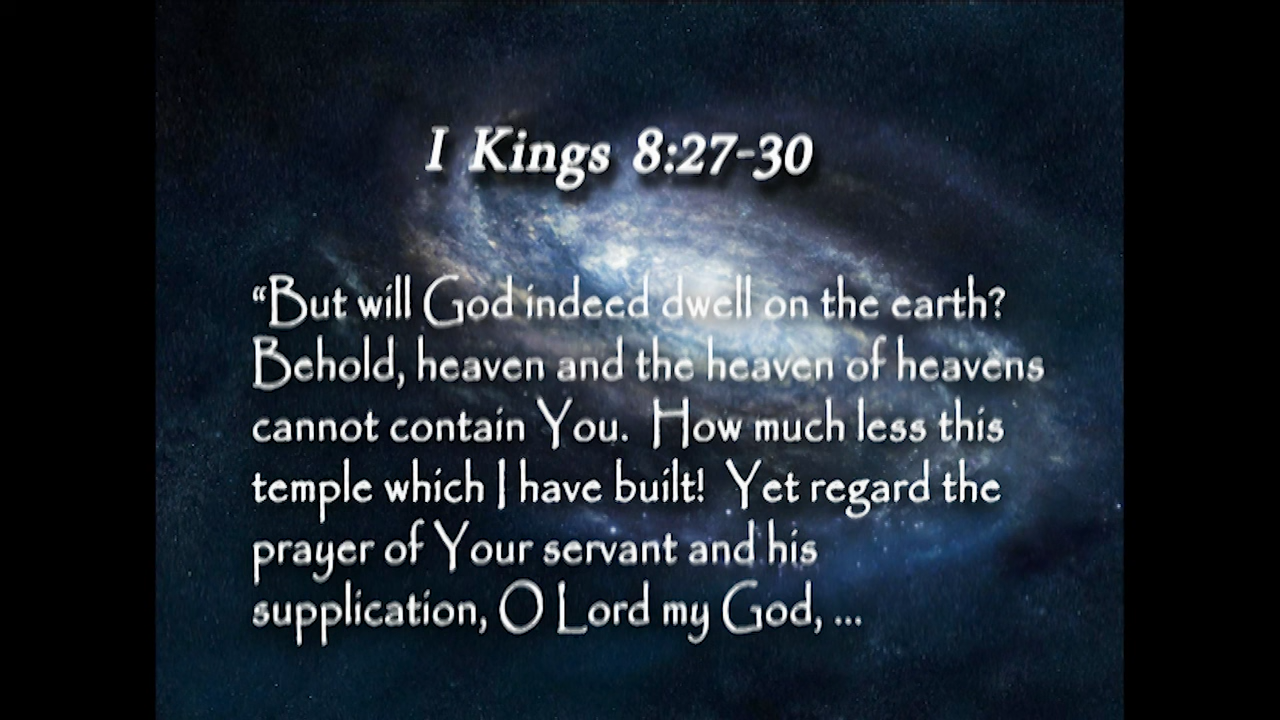 I Kings 8:27-30
“But will God indeed dwell on the earth?
Behold, heaven and the heaven of heavens
cannot contain You.  How much less this
temple which I have built!  Yet regard the
prayer of Your servant and his
supplication, O Lord my God, ...